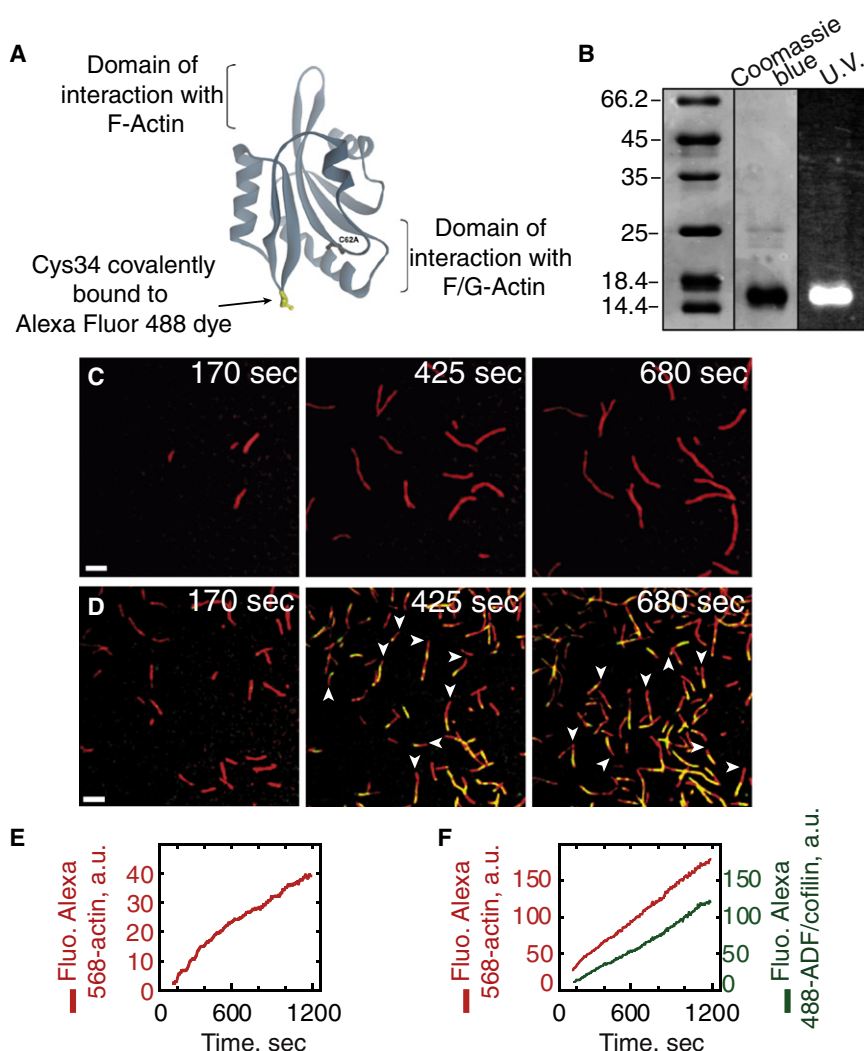 A
Domain of
interaction with
F-Actin
C62A
Domain of
interaction with
F/G-Actin
Cys34 covalently
bound to
Alexa Fluor 488 dye
B
Coomassie
blue
U.V.
66.2
45
35
25
18.4
14.4
C
170 sec
425 sec
680 sec
D
170 sec
425 sec
680 sec
E
Fluo. Alexa
568-actin, a.u.
40
30
20
10
0
0 600 1200
Time, sec
F
Fluo. Alexa
568-actin, a.u.
150
100
50
0
150
100
50
0
Fluo. Alexa
488-ADF/cofilin, a.u.
0 600 1200
Time, sec